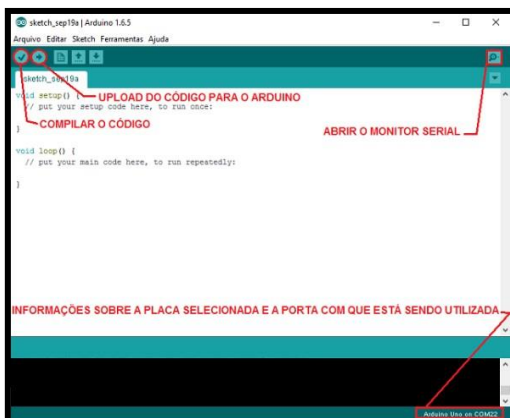 sketch_sep19a | Arduino 1.6.5
Arquivo Editar Sketch Ferramentas Ajuda
sketch_sep19a
void setup() {
// put your setup code here, to run once:
UPLOAD DO CÓDIGO PARA O ARDUINO
COMPILAR O CÓDIGO
ABRIR O MONITOR SERIAL
}
void loop() {
// put your main code here, to run repeatedly:
}
INFORMAÇÕES SOBRE A PLACA SELECIONADA E A PORTA COM QUE ESTÁ SENDO UTILIZADA
Arduino Uno on COM22